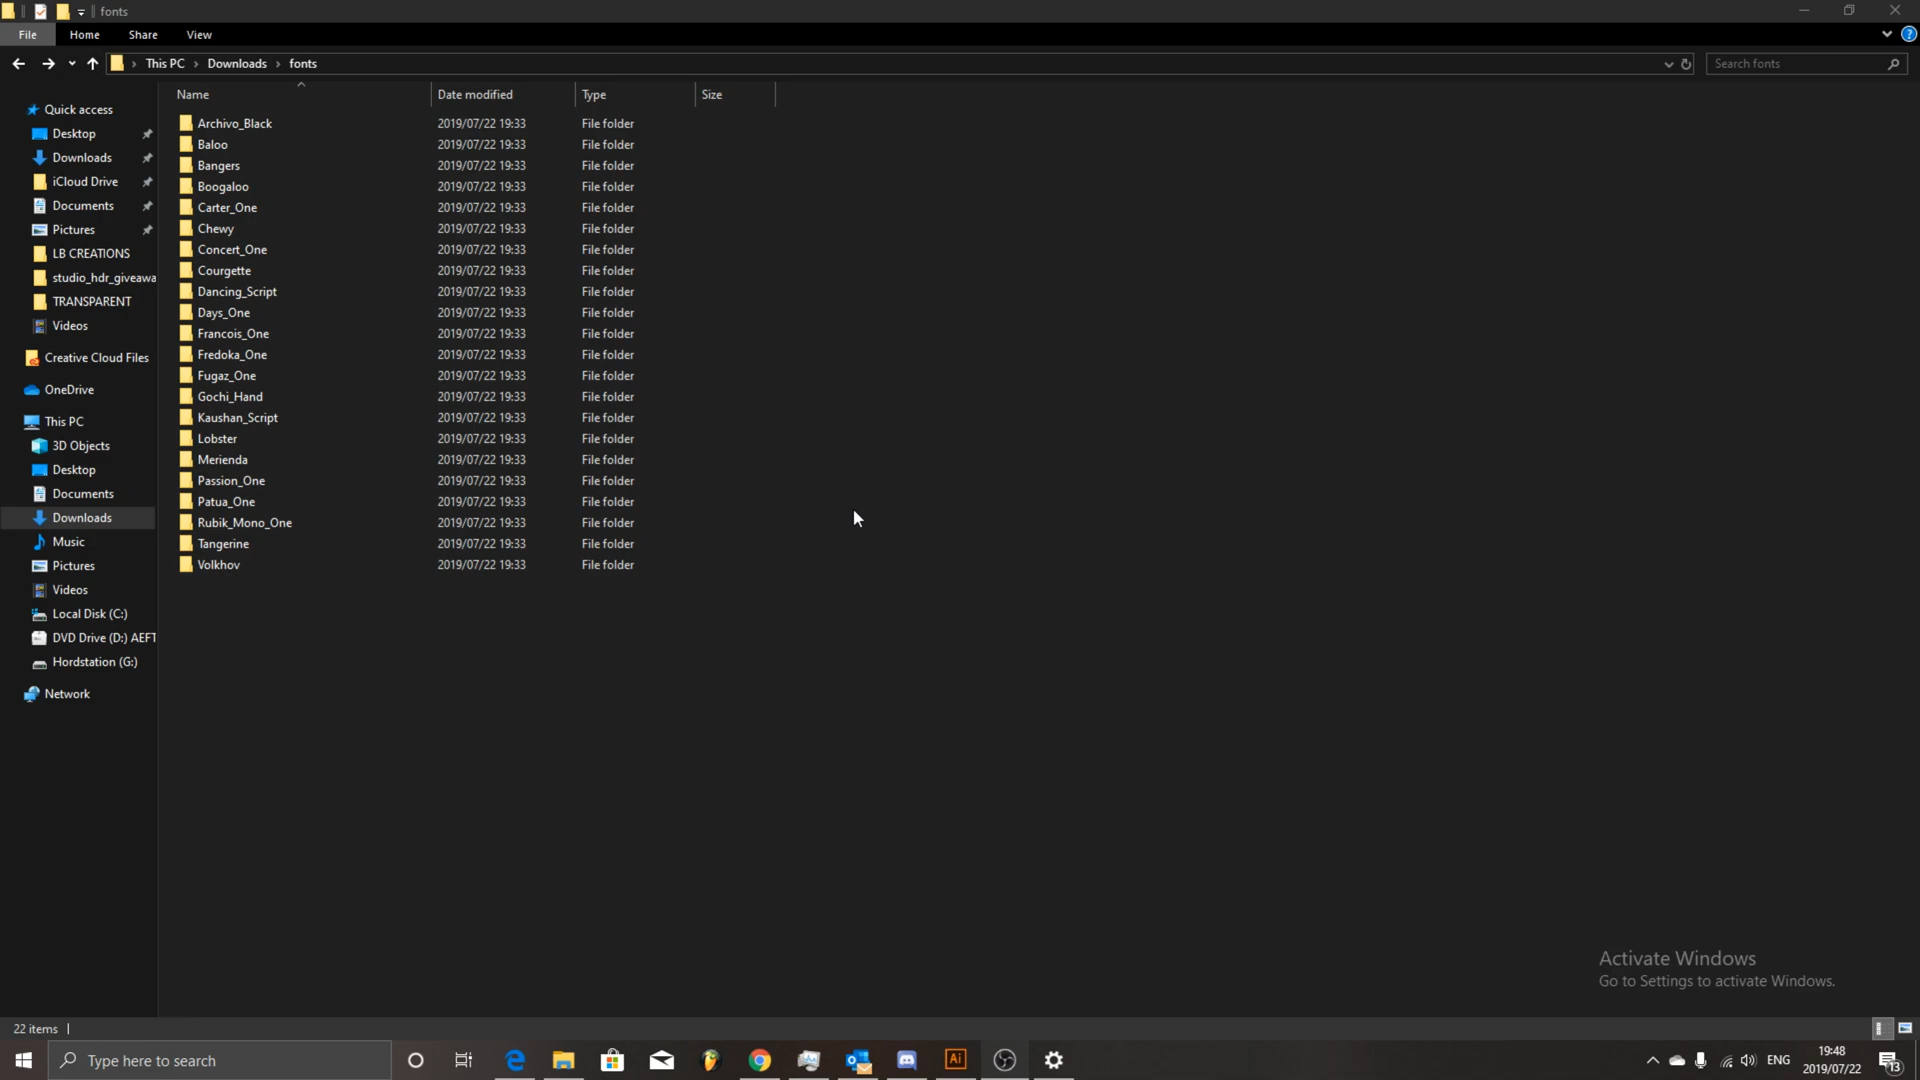 fonts
File Home Share View
This PC Downloads fonts
Search fonts
Name Date modified Type Size
Quick access
Desktop
Downloads
iCloud Drive
Documents
Pictures
LB CREATIONS
studio_hdr_giveawa
TRANSPARENT
Videos
Creative Cloud Files
OneDrive
This PC
3D Objects
Desktop
Documents
Downloads
Music
Pictures
Videos
Local Disk (C:)
DVD Drive (D:) AEFT
Hordstation (G:)
Network
Archivo_Black 2019/07/22 19:33 File folder
Baloo 2019/07/22 19:33 File folder
Bangers 2019/07/22 19:33 File folder
Boogaloo 2019/07/22 19:33 File folder
Carter_One 2019/07/22 19:33 File folder
Chewy 2019/07/22 19:33 File folder
Concert_One 2019/07/22 19:33 File folder
Courgette 2019/07/22 19:33 File folder
Dancing_Script 2019/07/22 19:33 File folder
Days_One 2019/07/22 19:33 File folder
Francois_One 2019/07/22 19:33 File folder
Fredoka_One 2019/07/22 19:33 File folder
Fugaz_One 2019/07/22 19:33 File folder
Gochi_Hand 2019/07/22 19:33 File folder
Kaushan_Script 2019/07/22 19:33 File folder
Lobster 2019/07/22 19:33 File folder
Merienda 2019/07/22 19:33 File folder
Passion_One 2019/07/22 19:33 File folder
Patua_One 2019/07/22 19:33 File folder
Rubik_Mono_One 2019/07/22 19:33 File folder
Tangerine 2019/07/22 19:33 File folder
Volkhov 2019/07/22 19:33 File folder
Activate Windows
Go to Settings to activate Windows.
22 items
Type here to search
Ai
ENG
19:48
2019/07/22
13